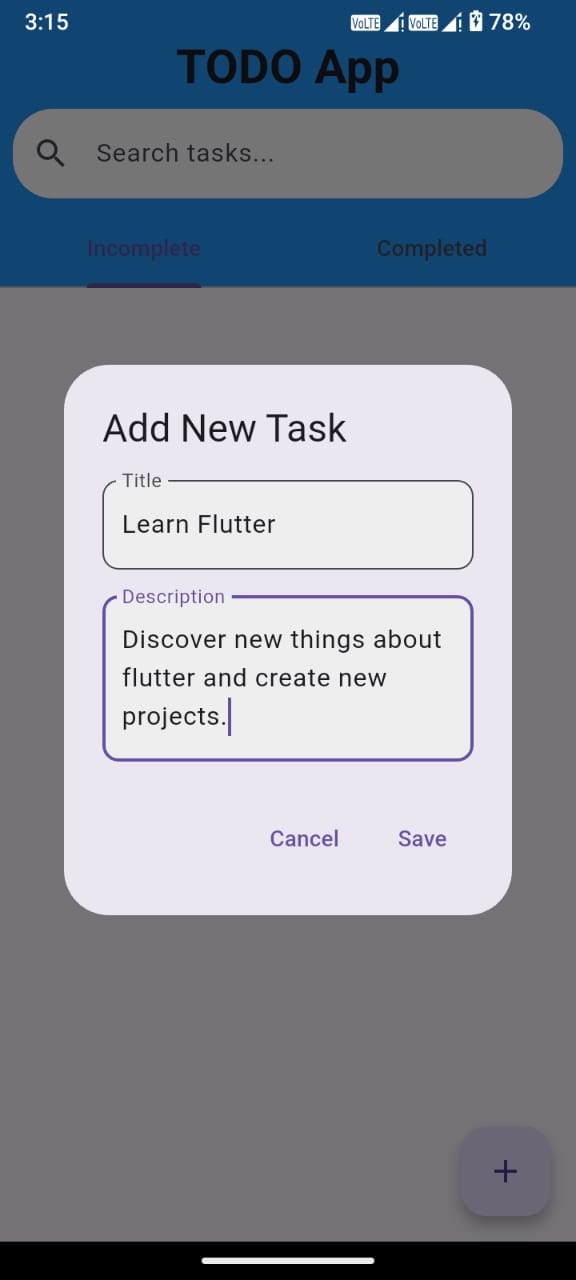 3:15 VoLTE VoLTE 78%
TODO App
Search tasks...
Incomplete Completed
Add New Task
Title
Learn Flutter
Description
Discover new things about
flutter and create new
projects.
Cancel Save
+